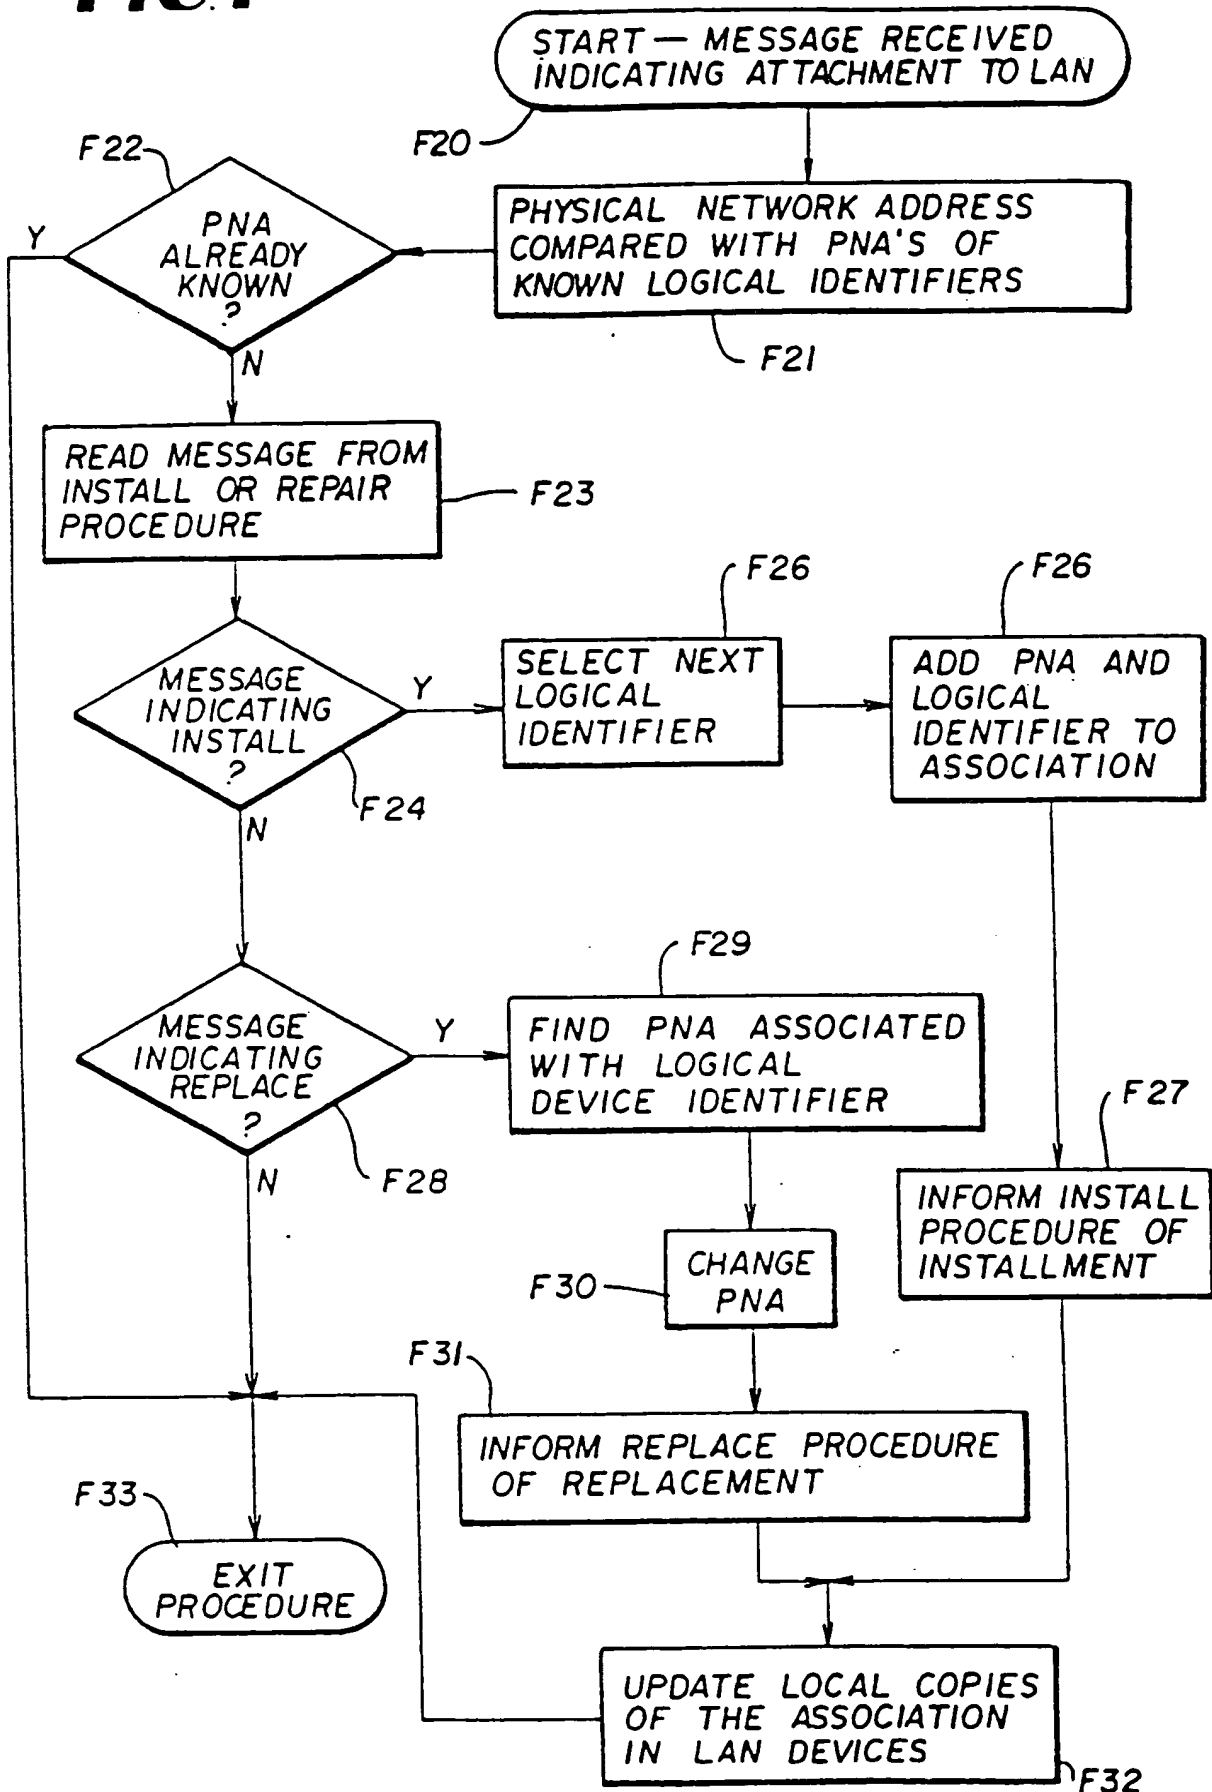 START — MESSAGE RECEIVED
INDICATING ATTACHMENT TO LAN
F20
F22
PHYSICAL NETWORK ADDRESS
COMPARED WITH PNA'S OF
KNOWN LOGICAL IDENTIFIERS
F21
Y
PNA
ALREADY
KNOWN
?
N
READ MESSAGE FROM
INSTALL OR REPAIR
PROCEDURE
F23
MESSAGE
INDICATING
INSTALL
?
F24
Y
N
F26
SELECT NEXT
LOGICAL
IDENTIFIER
F26
ADD PNA AND
LOGICAL
IDENTIFIER TO
ASSOCIATION
MESSAGE
INDICATING
REPLACE
?
F28
Y
N
F29
FIND PNA ASSOCIATED
WITH LOGICAL
DEVICE IDENTIFIER
F27
INFORM INSTALL
PROCEDURE OF
INSTALLMENT
F30
CHANGE
PNA
F31
INFORM REPLACE PROCEDURE
OF REPLACEMENT
F33
EXIT
PROCEDURE
UPDATE LOCAL COPIES
OF THE ASSOCIATION
IN LAN DEVICES
F32